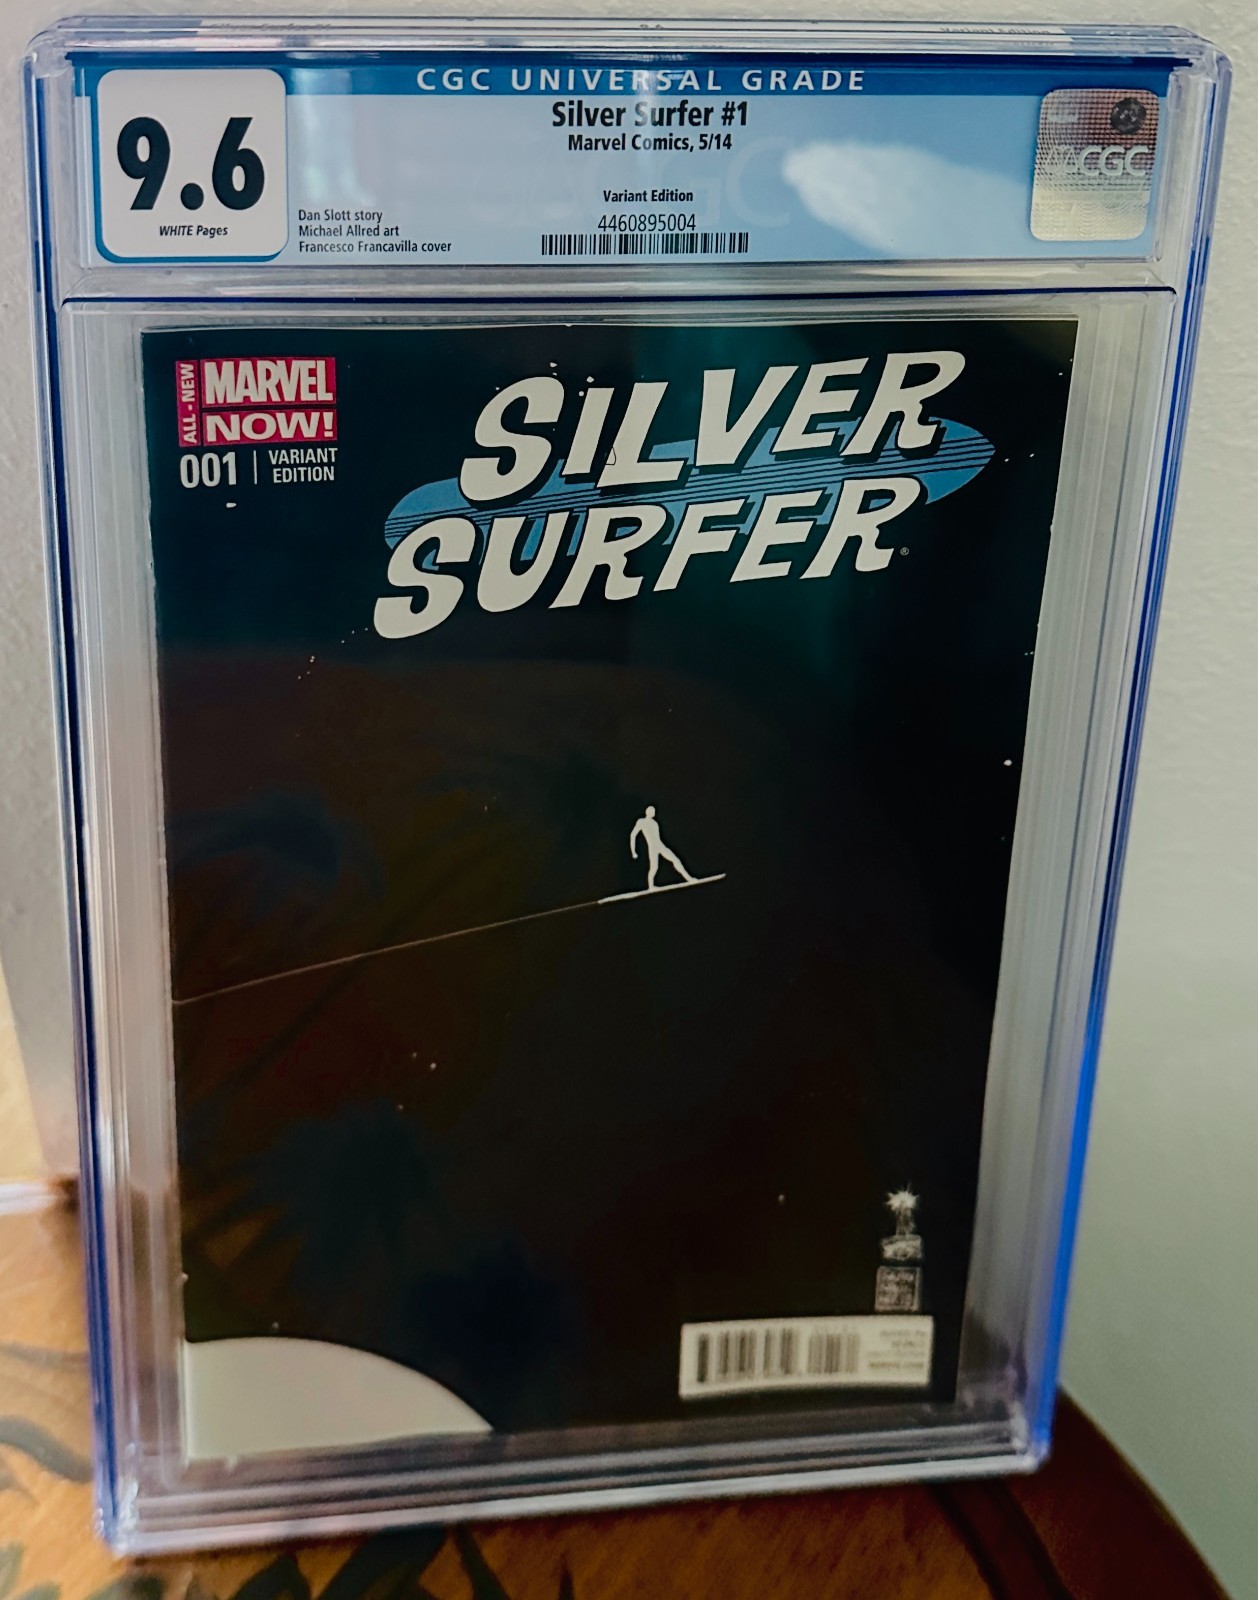 CGC UNIVERSAL GRADE
9.6
WHITE Pages
Silver Surfer #1
Marvel Comics, 5/14
Variant Edition
4460895004
Dan Slott story
Michael Allred art
Francesco Francavilla cover
CGC
ALL-NEW
MARVEL
NOW!
001 | VARIANT
EDITION
SILVER
SURFER
®